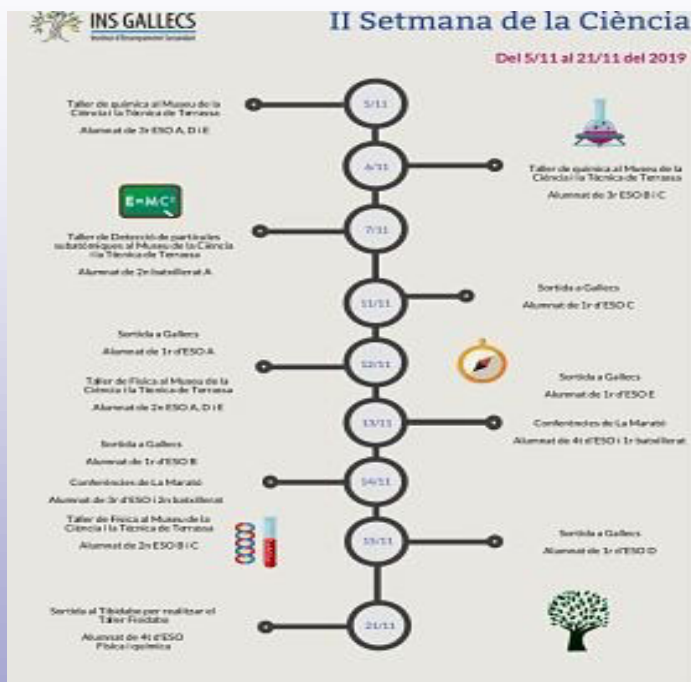 INS GALLECS
Institut d'Ensenyament Secundari
II Setmana de la Ciència
Del 5/11 al 21/11 del 2019
5/11
Taller de química al Museu de la
Ciència i la Tècnica de Terrassa
Alumnat de 3r ESO A, D i E
6/11
Taller de química al Museu de la
Ciència i la Tècnica de Terrassa
Alumnat de 3r ESO B i C
E=MC²
7/11
Taller de Detecció de partícules
subatòmiques al Museu de la Ciència
i la Tècnica de Terrassa
Alumnat de 2n batxillerat A
11/11
Sortida a Gallecs
Alumnat de 1r d'ESO C
12/11
Sortida a Gallecs
Alumnat de 1r d'ESO A
Taller de Física al Museu de la
Ciència i la Tècnica de Terrassa
Alumnat de 2n ESO A, D i E
13/11
Sortida a Gallecs
Alumnat de 1r d'ESO E
Conferències de La Marató
Alumnat de 4t d'ESO i 1r batxillerat
14/11
Sortida a Gallecs
Alumnat de 1r d'ESO B
Conferències de La Marató
Alumnat de 3r d'ESO i 2n batxillerat
Taller de Física al Museu de la
Ciència i la Tècnica de Terrassa
Alumnat de 2n ESO B i C
15/11
Sortida a Gallecs
Alumnat de 1r d'ESO D
21/11
Sortida al Tibidabo per realitzar el
Taller Fisidabo
Alumnat de 4t d'ESO
Física i química